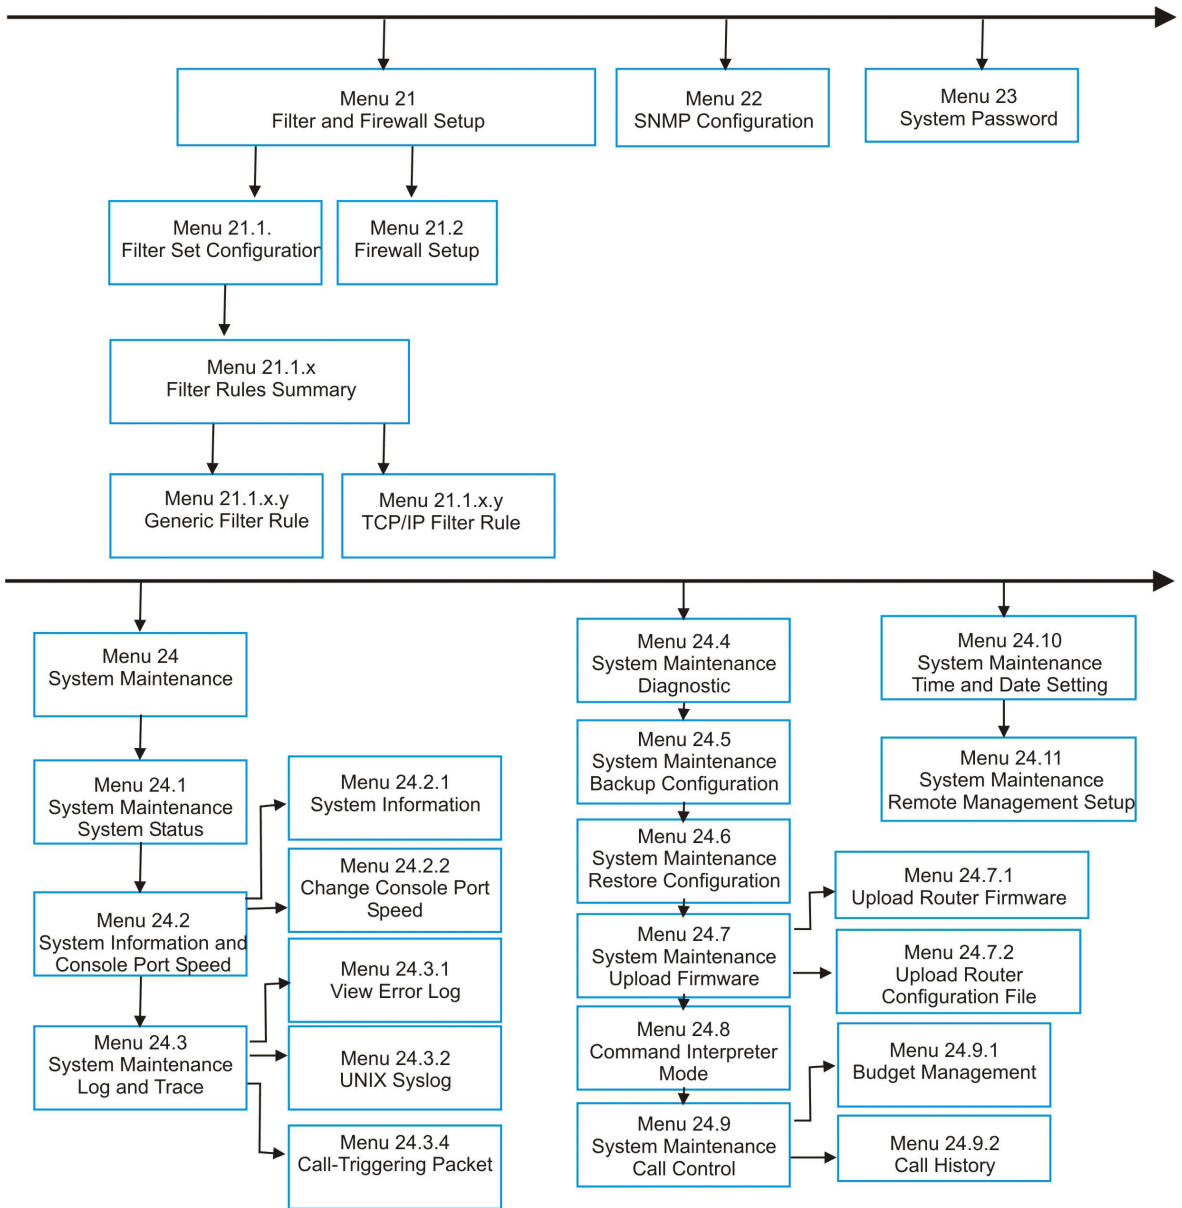 Menu 21
Filter and Firewall Setup
Menu 22
SNMP Configuration
Menu 23
System Password
Menu 21.1.
Filter Set Configuration
Menu 21.2
Firewall Setup
Menu 21.1.x
Filter Rules Summary
Menu 21.1.x.y
Generic Filter Rule
Menu 21.1.x.y
TCP/IP Filter Rule
Menu 24
System Maintenance
Menu 24.1
System Maintenance
System Status
Menu 24.2
System Information and
Console Port Speed
Menu 24.2.1
System Information
Menu 24.2.2
Change Console Port
Speed
Menu 24.3
System Maintenance
Log and Trace
Menu 24.3.1
View Error Log
Menu 24.3.2
UNIX Syslog
Menu 24.3.4
Call-Triggering Packet
Menu 24.4
System Maintenance
Diagnostic
Menu 24.5
System Maintenance
Backup Configuration
Menu 24.6
System Maintenance
Restore Configuration
Menu 24.7
System Maintenance
Upload Firmware
Menu 24.7.1
Upload Router Firmware
Menu 24.7.2
Upload Router
Configuration File
Menu 24.8
Command Interpreter
Mode
Menu 24.9
System Maintenance
Call Control
Menu 24.9.1
Budget Management
Menu 24.9.2
Call History
Menu 24.10
System Maintenance
Time and Date Setting
Menu 24.11
System Maintenance
Remote Management Setup